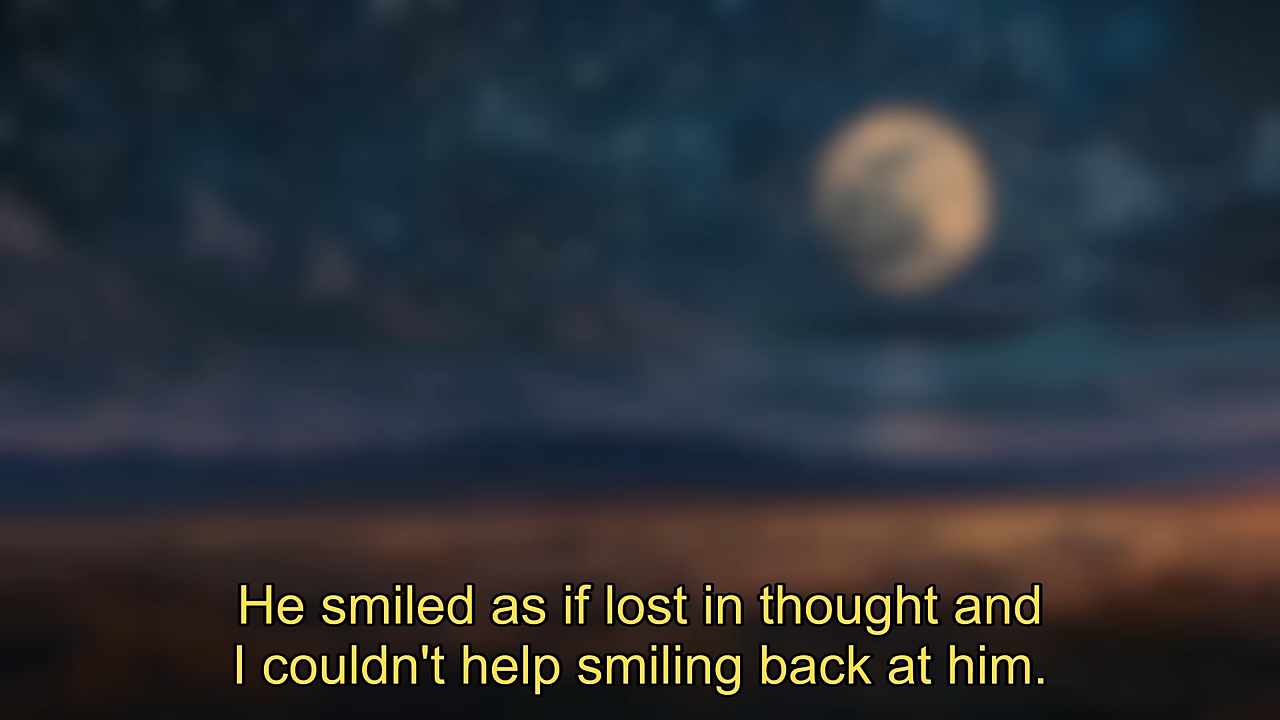 He smiled as if lost in thought and
I couldn't help smiling back at him.